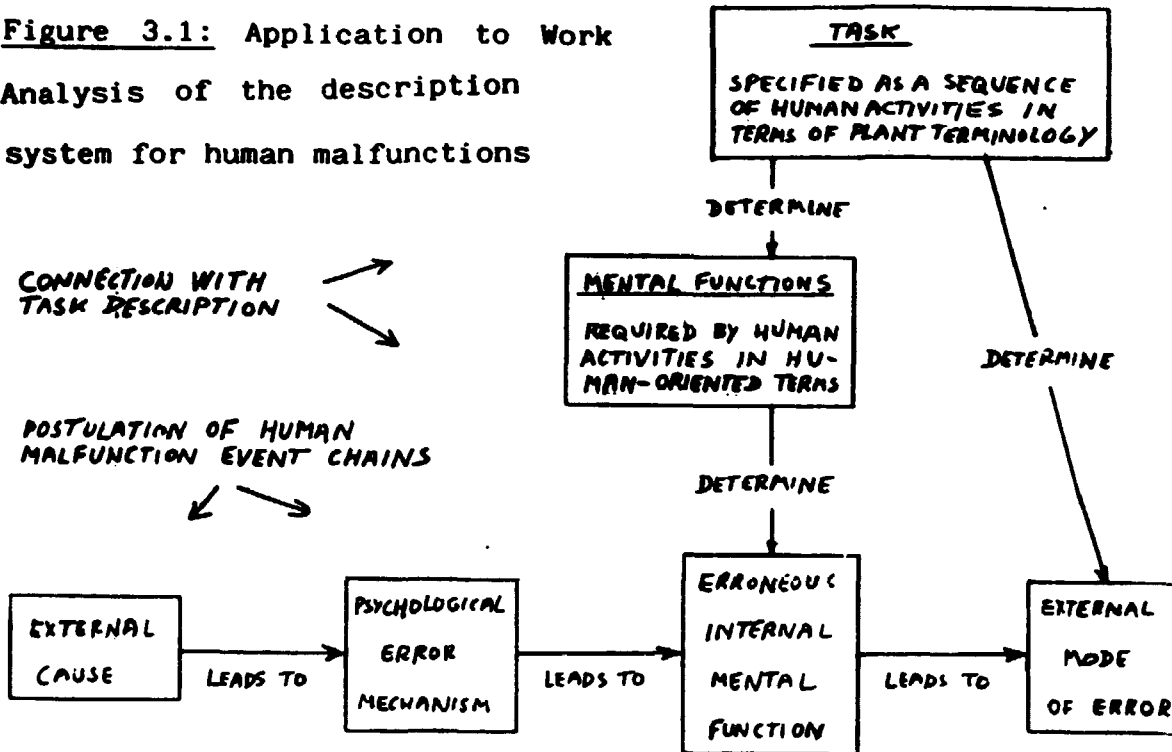 Figure 3.1: Application to Work
Analysis of the description
system for human malfunctions
TASK
SPECIFIED AS A SEQUENCE
OF HUMAN ACTIVITIES IN
TERMS OF PLANT TERMINOLOGY
DETERMINE
CONNECTION WITH
TASK DESCRIPTION
MENTAL FUNCTIONS
REQUIRED BY HUMAN
ACTIVITIES IN HU-
MAN-ORIENTED TERMS
DETERMINE
POSTULATION OF HUMAN
MALFUNCTION EVENT CHAINS
DETERMINE
EXTERNAL
CAUSE
LEADS TO
PSYCHOLOGICAL
ERROR
MECHANISM
LEADS TO
ERRONEOUS
INTERNAL
MENTAL
FUNCTION
LEADS TO
EXTERNAL
MODE
OF ERROR